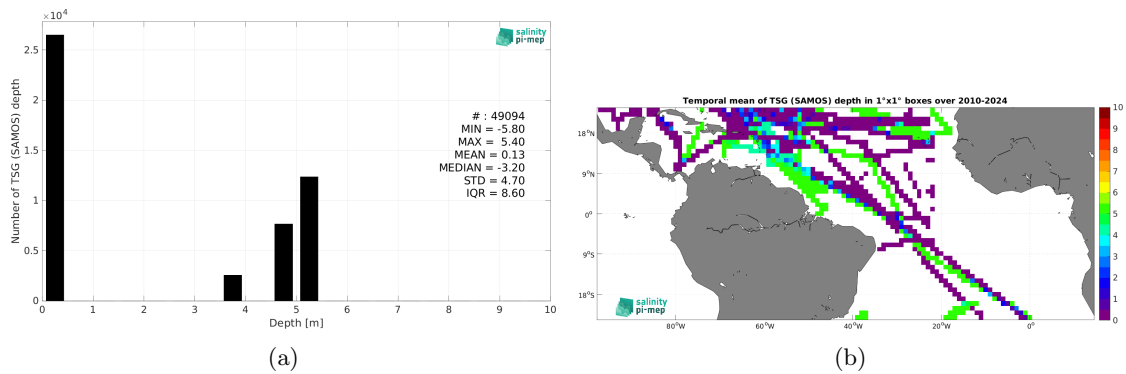 ×10⁴
2.5
2
1.5
1
0.5
0
Number of TSG (SAMOS) depth
0 1 2 3 4 5 6 7 8 9 10
Depth [m]
salinity
pi-mep
# : 49094
MIN = -5.80
MAX = 5.40
MEAN = 0.13
MEDIAN = -3.20
STD = 4.70
IQR = 8.60
(a)
Temporal mean of TSG (SAMOS) depth in 1°x1° boxes over 2010-2024
18°N
9°N
0°
9°S
18°S
80°W 60°W 40°W 20°W 0°
salinity
pi-mep
10
9
8
7
6
5
4
3
2
1
0
(b)